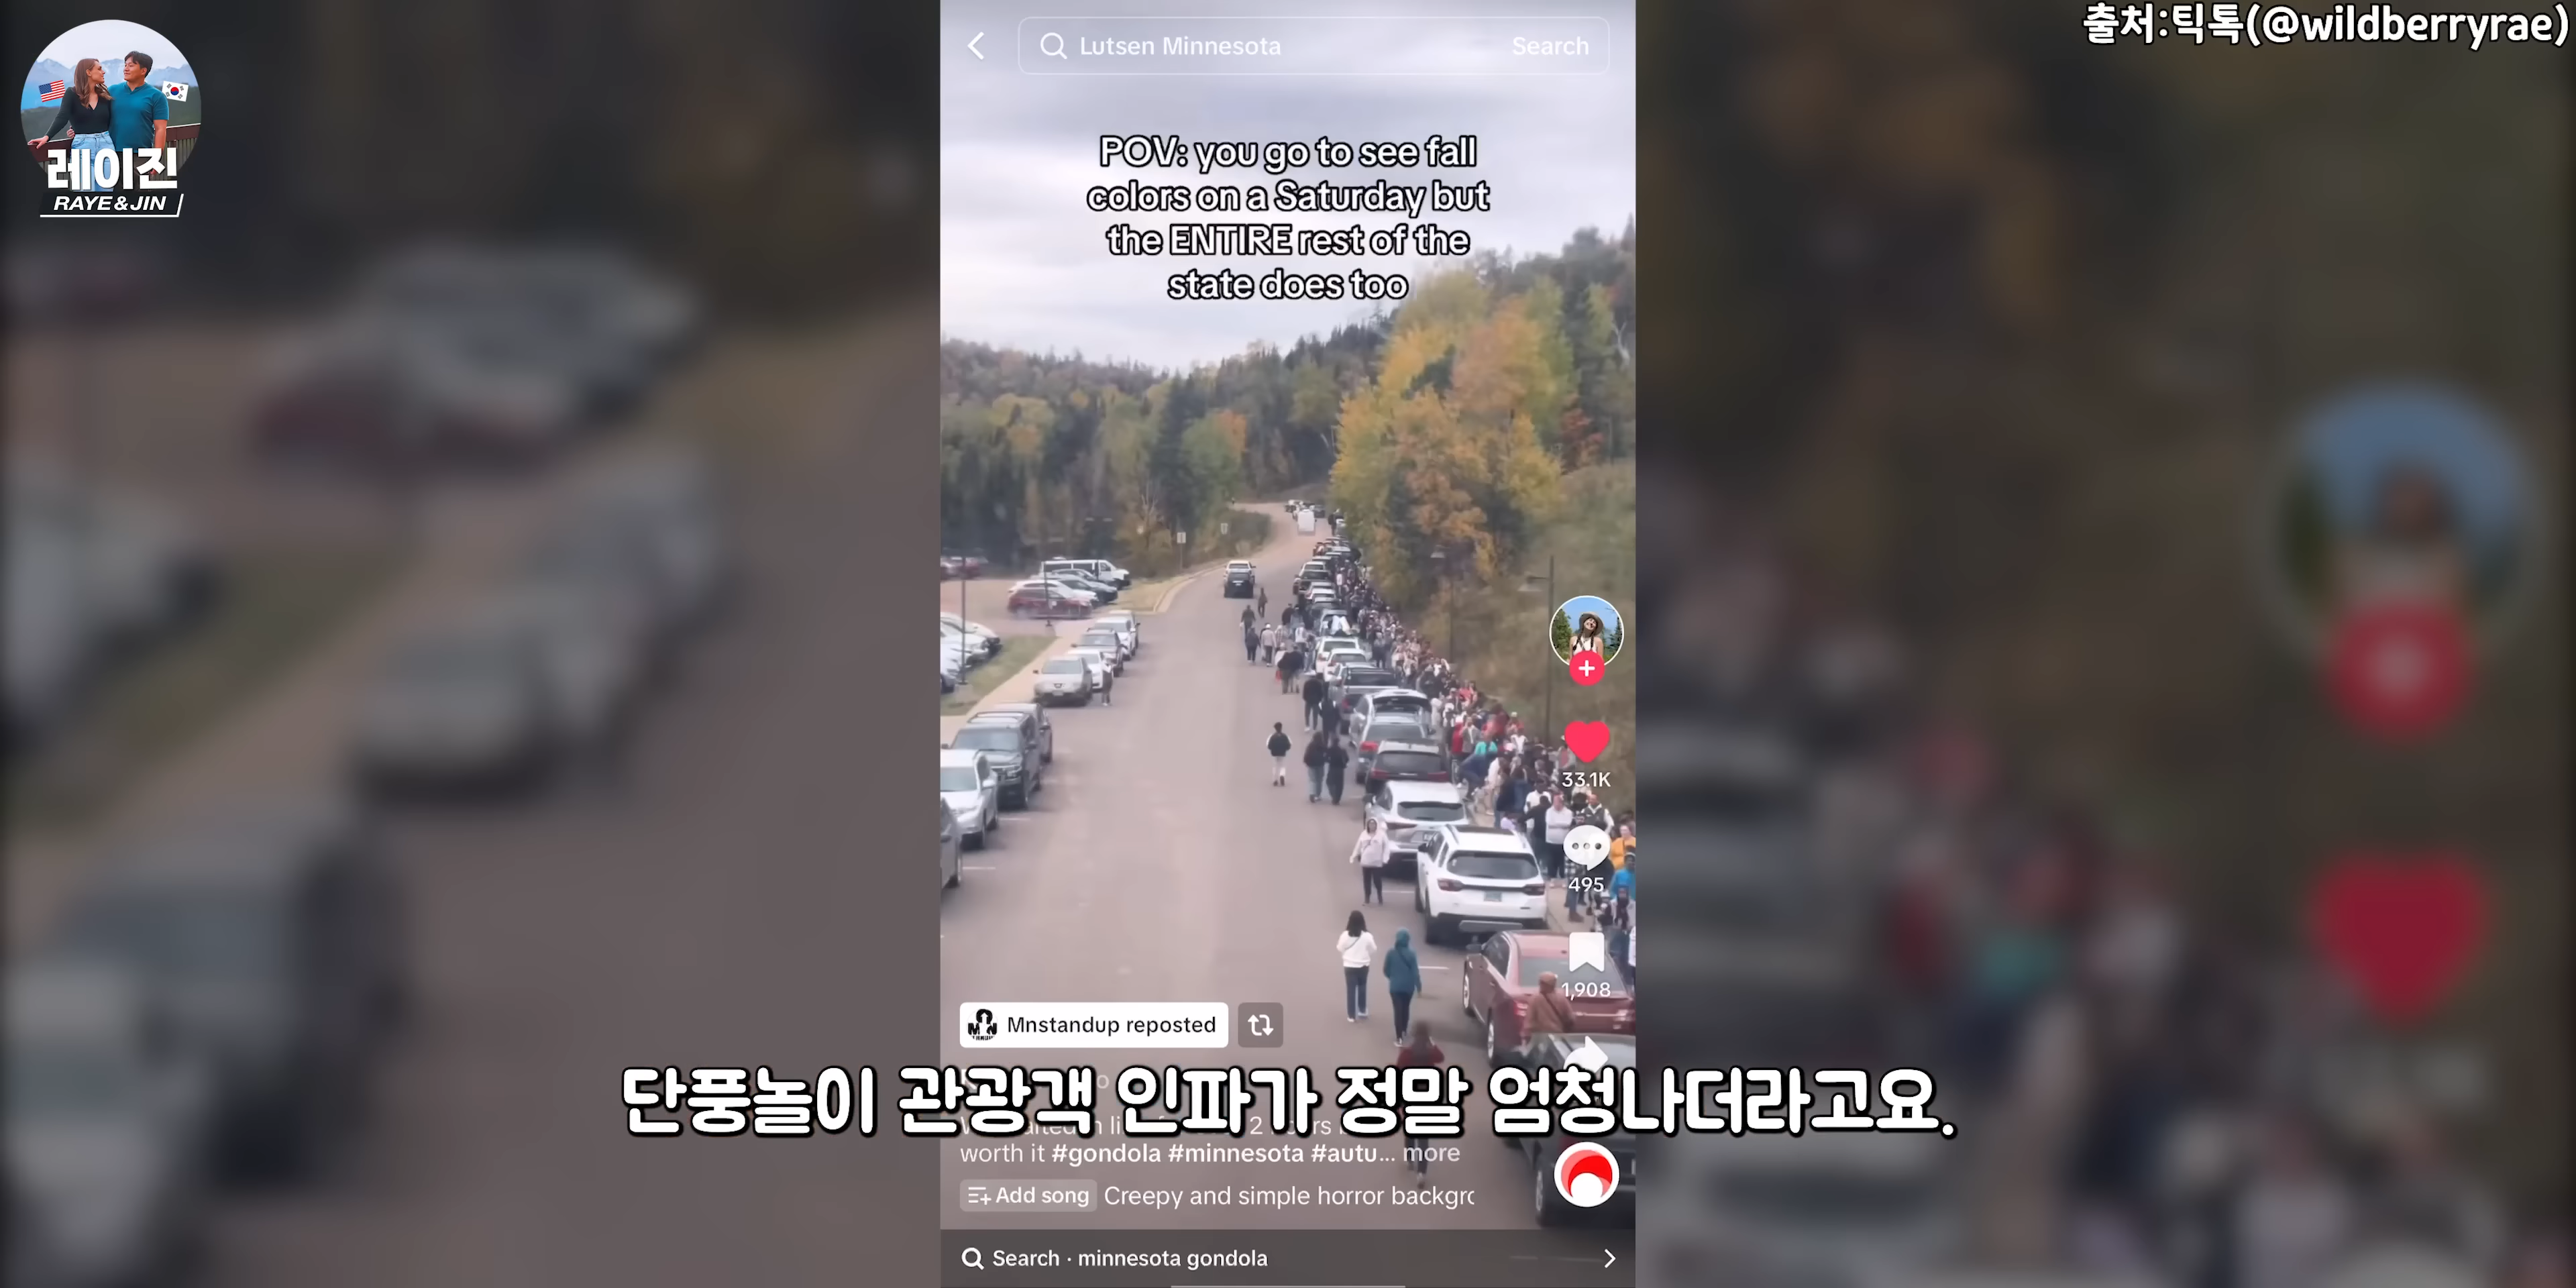 출처:틱톡(@wildberryrae)
레이진
RAYE&JIN
Lutsen Minnesota
Search
POV: you go to see fall
colors on a Saturday but
the ENTIRE rest of the
state does too
33.1K
495
1,908
Mnstandup reposted
단풍놀이 관광객 인파가 정말 엄청나더라고요.
worth it #gondola #minnesota #autu... more
Add song Creepy and simple horror backgr
Search · minnesota gondola